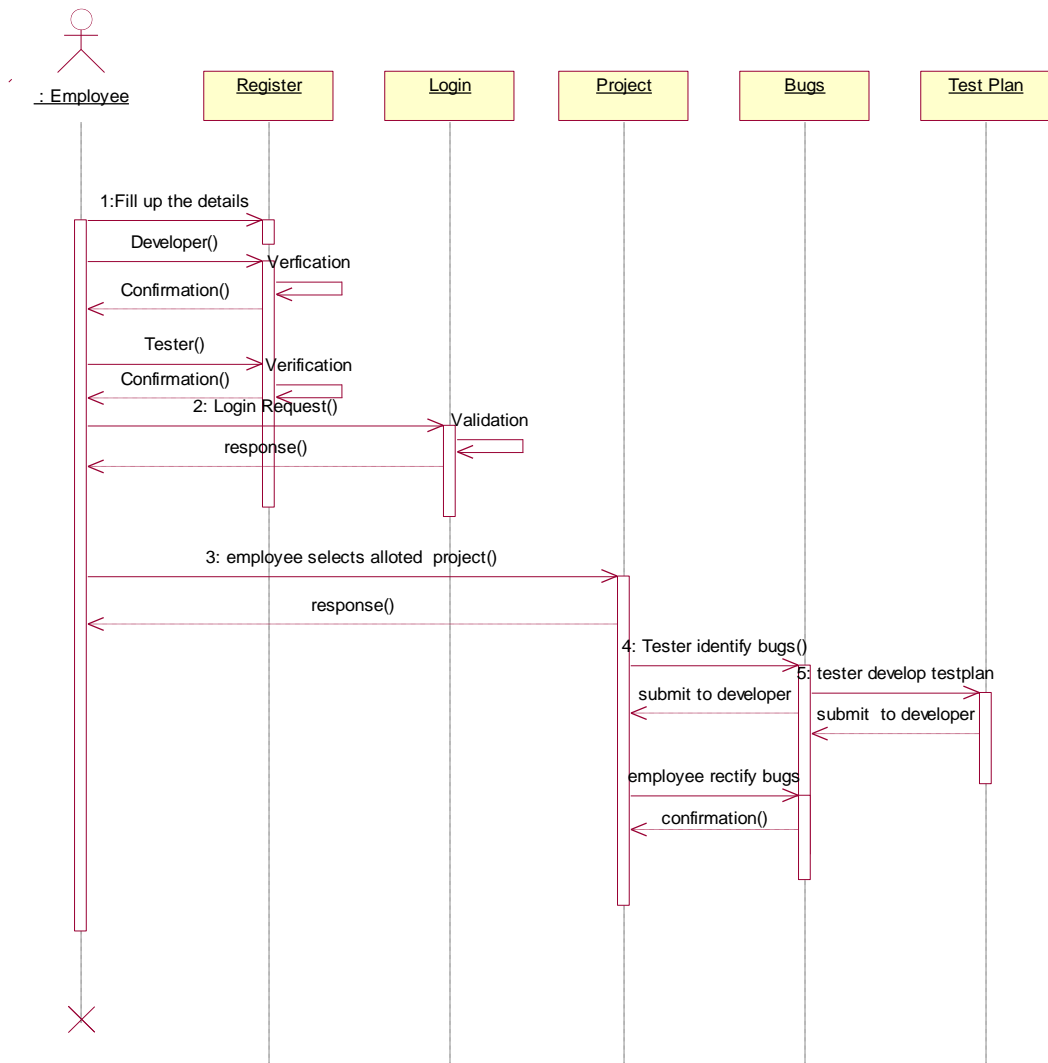 : Employee
Register
Login
Project
Bugs
Test Plan
1:Fill up the details
Developer()
Verfication
Confirmation()
Tester()
Verification
Confirmation()
2: Login Request()
Validation
response()
3: employee selects alloted project()
response()
4: Tester identify bugs()
5: tester develop testplan
submit to developer
submit to developer
employee rectify bugs
confirmation()